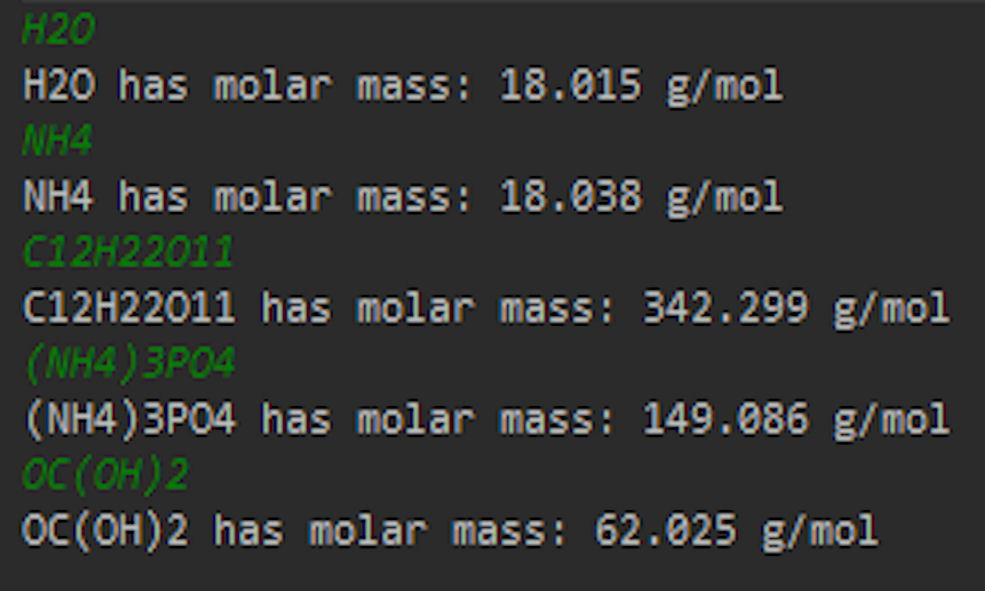 H2O
H2O has molar mass: 18.015 g/mol
NH4
NH4 has molar mass: 18.038 g/mol
C12H22O11
C12H22O11 has molar mass: 342.299 g/mol
(NH4)3PO4
(NH4)3PO4 has molar mass: 149.086 g/mol
OC(OH)2
OC(OH)2 has molar mass: 62.025 g/mol